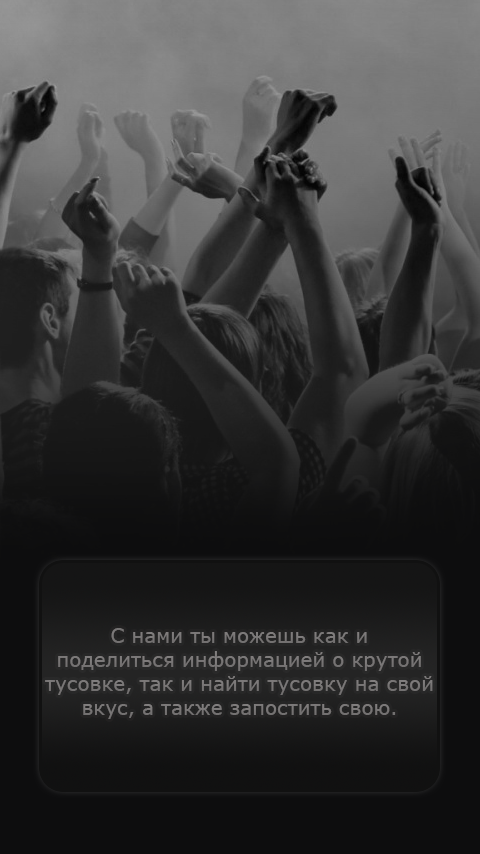 С нами ты можешь как и
поделиться информацией о крутой
тусовке, так и найти тусовку на свой
вкус, а также запостить свою.